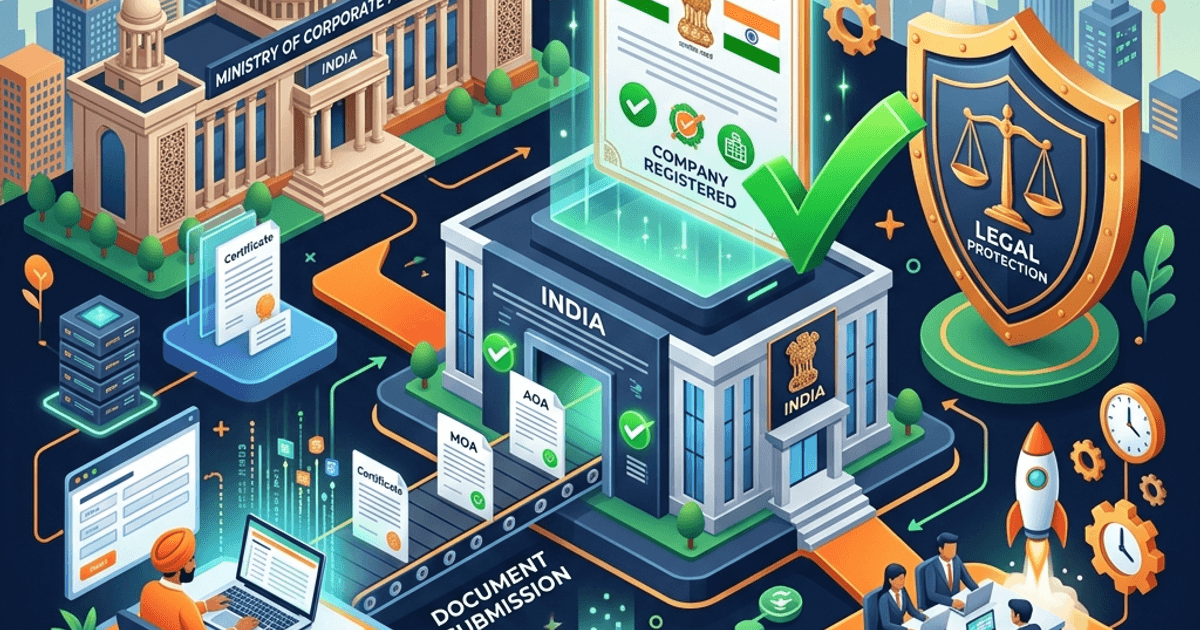 MINISTRY OF CORPORATE
INDIA
COMPANY
REGISTERED
LEGAL
PROTECTION
Certificate
INDIA
INDIA
AOA
MOA
Certificate
DOCUMENT
SUBMISSION